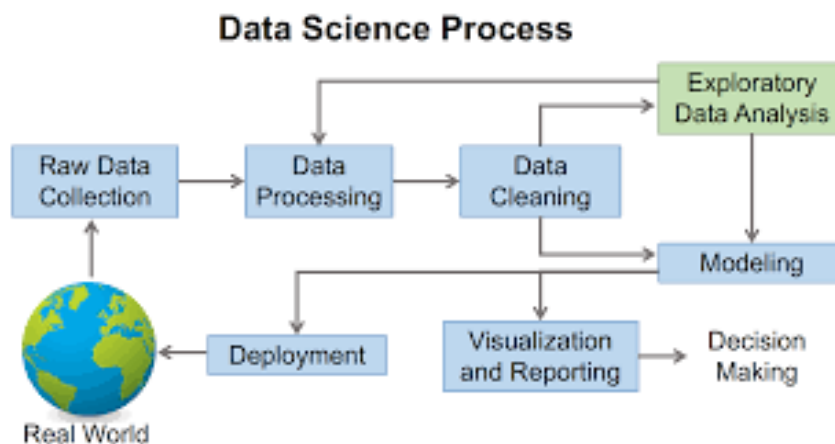 Data Science Process
Exploratory
Data Analysis
Raw Data
Collection
Data
Processing
Data
Cleaning
Modeling
Deployment
Visualization
and Reporting
Decision
Making
Real World